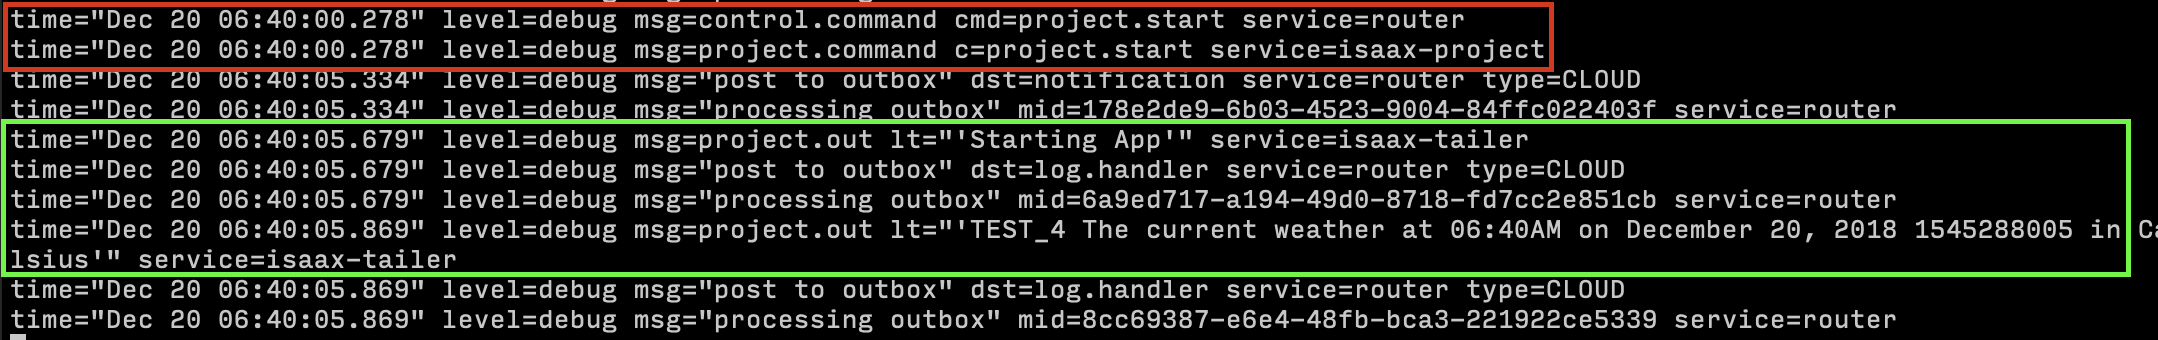 time="Dec 20 06:40:00.278" level=debug msg=control.command cmd=project.start service=router
time="Dec 20 06:40:00.278" level=debug msg=project.command c=project.start service=isaax-project
time="Dec 20 06:40:05.334" level=debug msg="post to outbox" dst=notification service=router type=CLOUD
time="Dec 20 06:40:05.334" level=debug msg="processing outbox" mid=178e2de9-6b03-4523-9004-84ffc022403f service=router
time="Dec 20 06:40:05.679" level=debug msg=project.out lt="'Starting App'" service=isaax-tailer
time="Dec 20 06:40:05.679" level=debug msg="post to outbox" dst=log.handler service=router type=CLOUD
time="Dec 20 06:40:05.679" level=debug msg="processing outbox" mid=6a9ed717-a194-49d0-8718-fd7cc2e851cb service=router
time="Dec 20 06:40:05.869" level=debug msg=project.out lt="'TEST_4 The current weather at 06:40AM on December 20, 2018 1545288005 in Ca
lsius'" service=isaax-tailer
time="Dec 20 06:40:05.869" level=debug msg="post to outbox" dst=log.handler service=router type=CLOUD
time="Dec 20 06:40:05.869" level=debug msg="processing outbox" mid=8cc69387-e6e4-48fb-bca3-221922ce5339 service=router